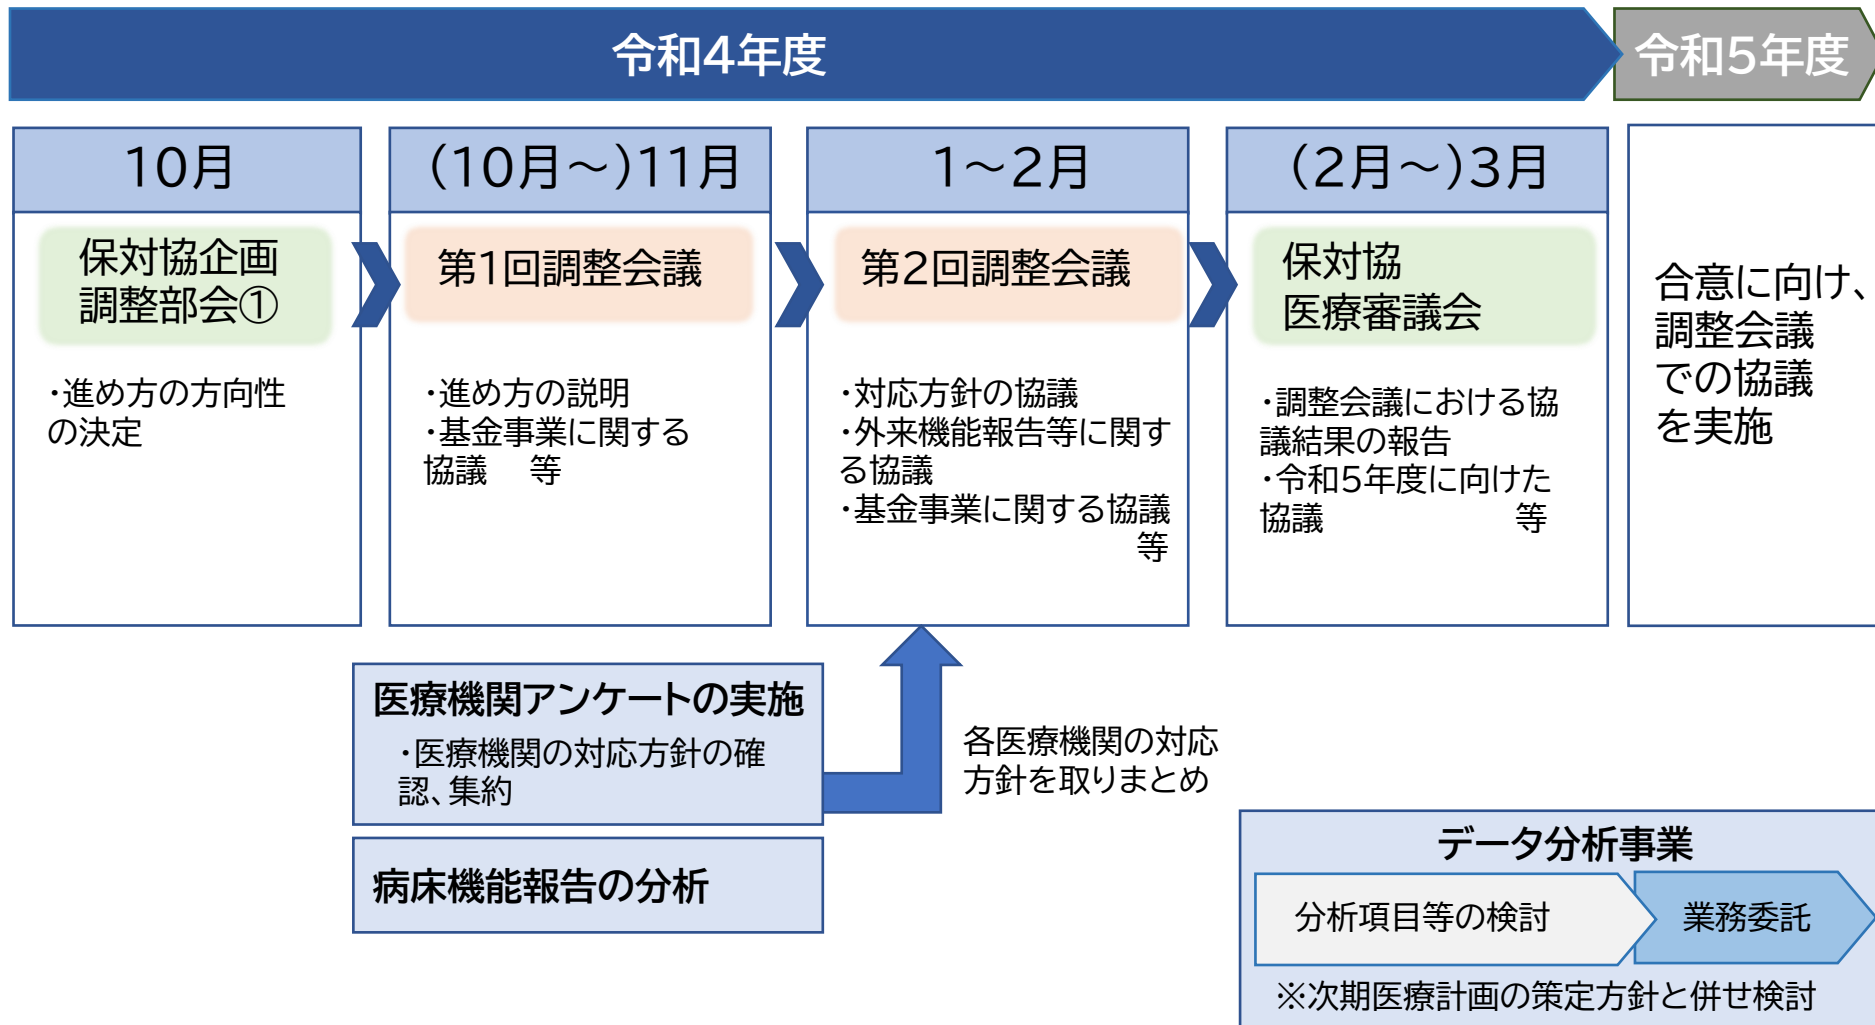 令和4年度
令和5年度
10月
保対協企画
調整部会①
・進め方の方向性
の決定
(10月～)11月
第1回調整会議
・進め方の説明
・基金事業に関する
協議　等
1～2月
第2回調整会議
・対応方針の協議
・外来機能報告等に関す
る協議
・基金事業に関する協議
等
(2月～)3月
保対協
医療審議会
・調整会議における協
議結果の報告
・令和5年度に向けた
協議　等
合意に向け、
調整会議
での協議
を実施
医療機関アンケートの実施
・医療機関の対応方針の確
認、集約
各医療機関の対応
方針を取りまとめ
病床機能報告の分析
データ分析事業
分析項目等の検討
業務委託
※次期医療計画の策定方針と併せ検討